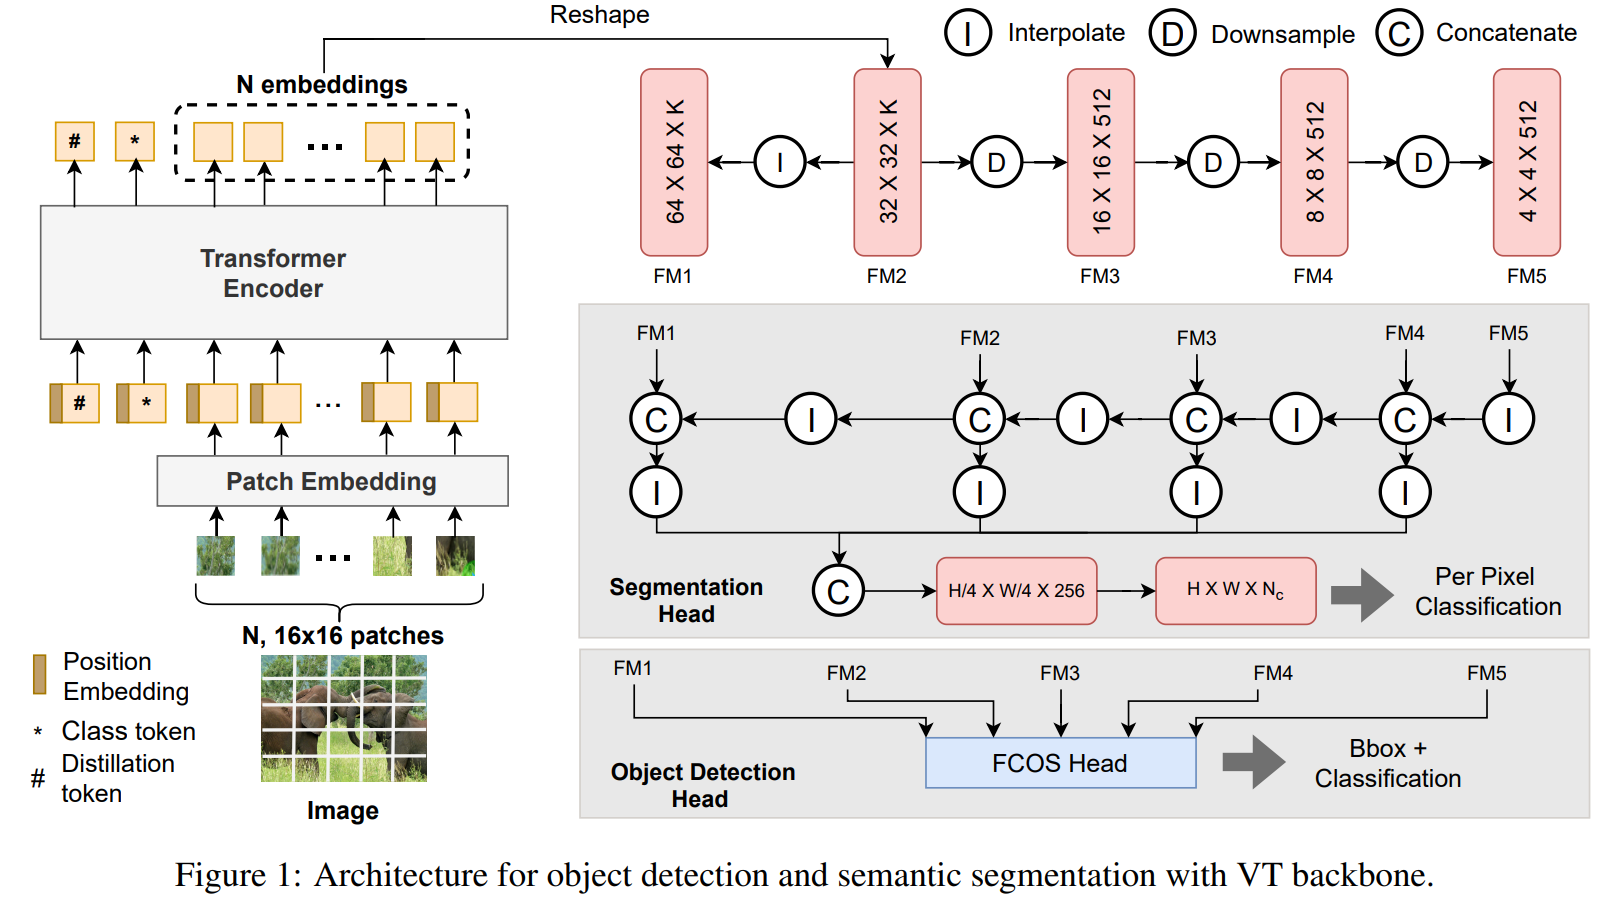 Reshape
I Interpolate D Downsample C Concatenate
N embeddings
# * ...
64 X 64 X K
I
32 X 32 X K
D
16 X 16 X 512
D
8 X 8 X 512
D
4 X 4 X 512
FM1 FM2 FM3 FM4 FM5
Transformer
Encoder
# * ...
Patch Embedding
...
N, 16x16 patches
Image
Position
Embedding
* Class token
# Distillation
token
FM1 FM2 FM3 FM4 FM5
C I C I C I C I
I I I I
C
H/4 X W/4 X 256
H X W X Nc
Per Pixel
Classification
Segmentation
Head
FM1 FM2 FM3 FM4 FM5
FCOS Head
Bbox +
Classification
Object Detection
Head
Figure 1: Architecture for object detection and semantic segmentation with VT backbone.